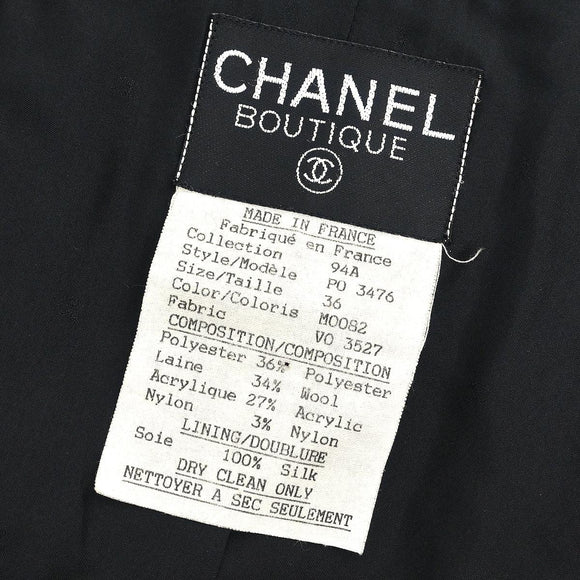 CHANEL
BOUTIQUE
MADE IN FRANCE
Fabriqué en France
Collection 94A
Style/Modèle PO 3476
Size/Taille 36
Color/Coloris MO082
Fabric VO 3527
COMPOSITION/COMPOSITION
Polyester 36% Polyester
Laine 34% Wool
Acrylique 27% Acrylic
Nylon 3% Nylon
LINING/DOUBLURE
Soie 100% Silk
DRY CLEAN ONLY
NETTOYER A SEC SEULEMENT